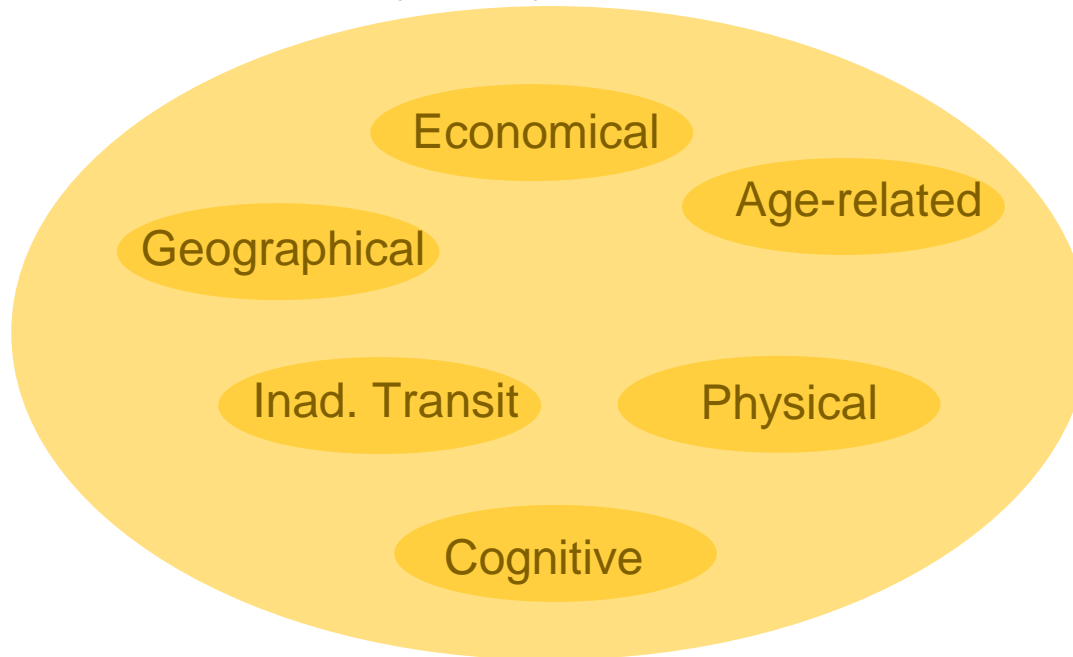 Economical
Age-related
Geographical
Inad. Transit
Physical
Cognitive